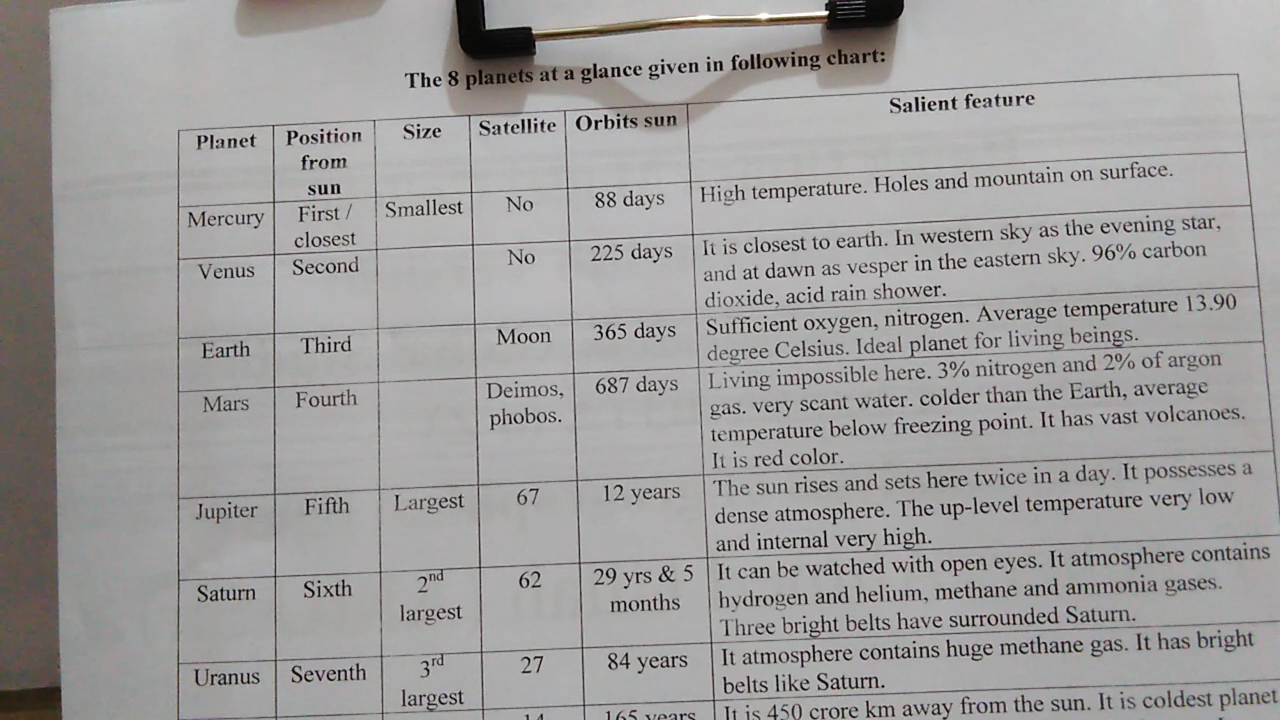 The 8 planets at a glance given in following chart:
Planet Position from sun Size Satellite Orbits sun Salient feature
Mercury First / closest Smallest No 88 days High temperature. Holes and mountain on surface.
Venus Second No 225 days It is closest to earth. In western sky as the evening star,
and at dawn as vesper in the eastern sky. 96% carbon
dioxide, acid rain shower.
Earth Third Moon 365 days Sufficient oxygen, nitrogen. Average temperature 13.90
degree Celsius. Ideal planet for living beings.
Mars Fourth Deimos, phobos. 687 days Living impossible here. 3% nitrogen and 2% of argon
gas. very scant water. colder than the Earth, average
temperature below freezing point. It has vast volcanoes.
It is red color.
Jupiter Fifth Largest 67 12 years The sun rises and sets here twice in a day. It possesses a
dense atmosphere. The up-level temperature very low
and internal very high.
Saturn Sixth 2nd largest 62 29 yrs & 5 months It can be watched with open eyes. It atmosphere contains
hydrogen and helium, methane and ammonia gases.
Three bright belts have surrounded Saturn.
Uranus Seventh 3rd largest 27 84 years It atmosphere contains huge methane gas. It has bright
belts like Saturn.
14 165 years It is 450 crore km away from the sun. It is coldest planet